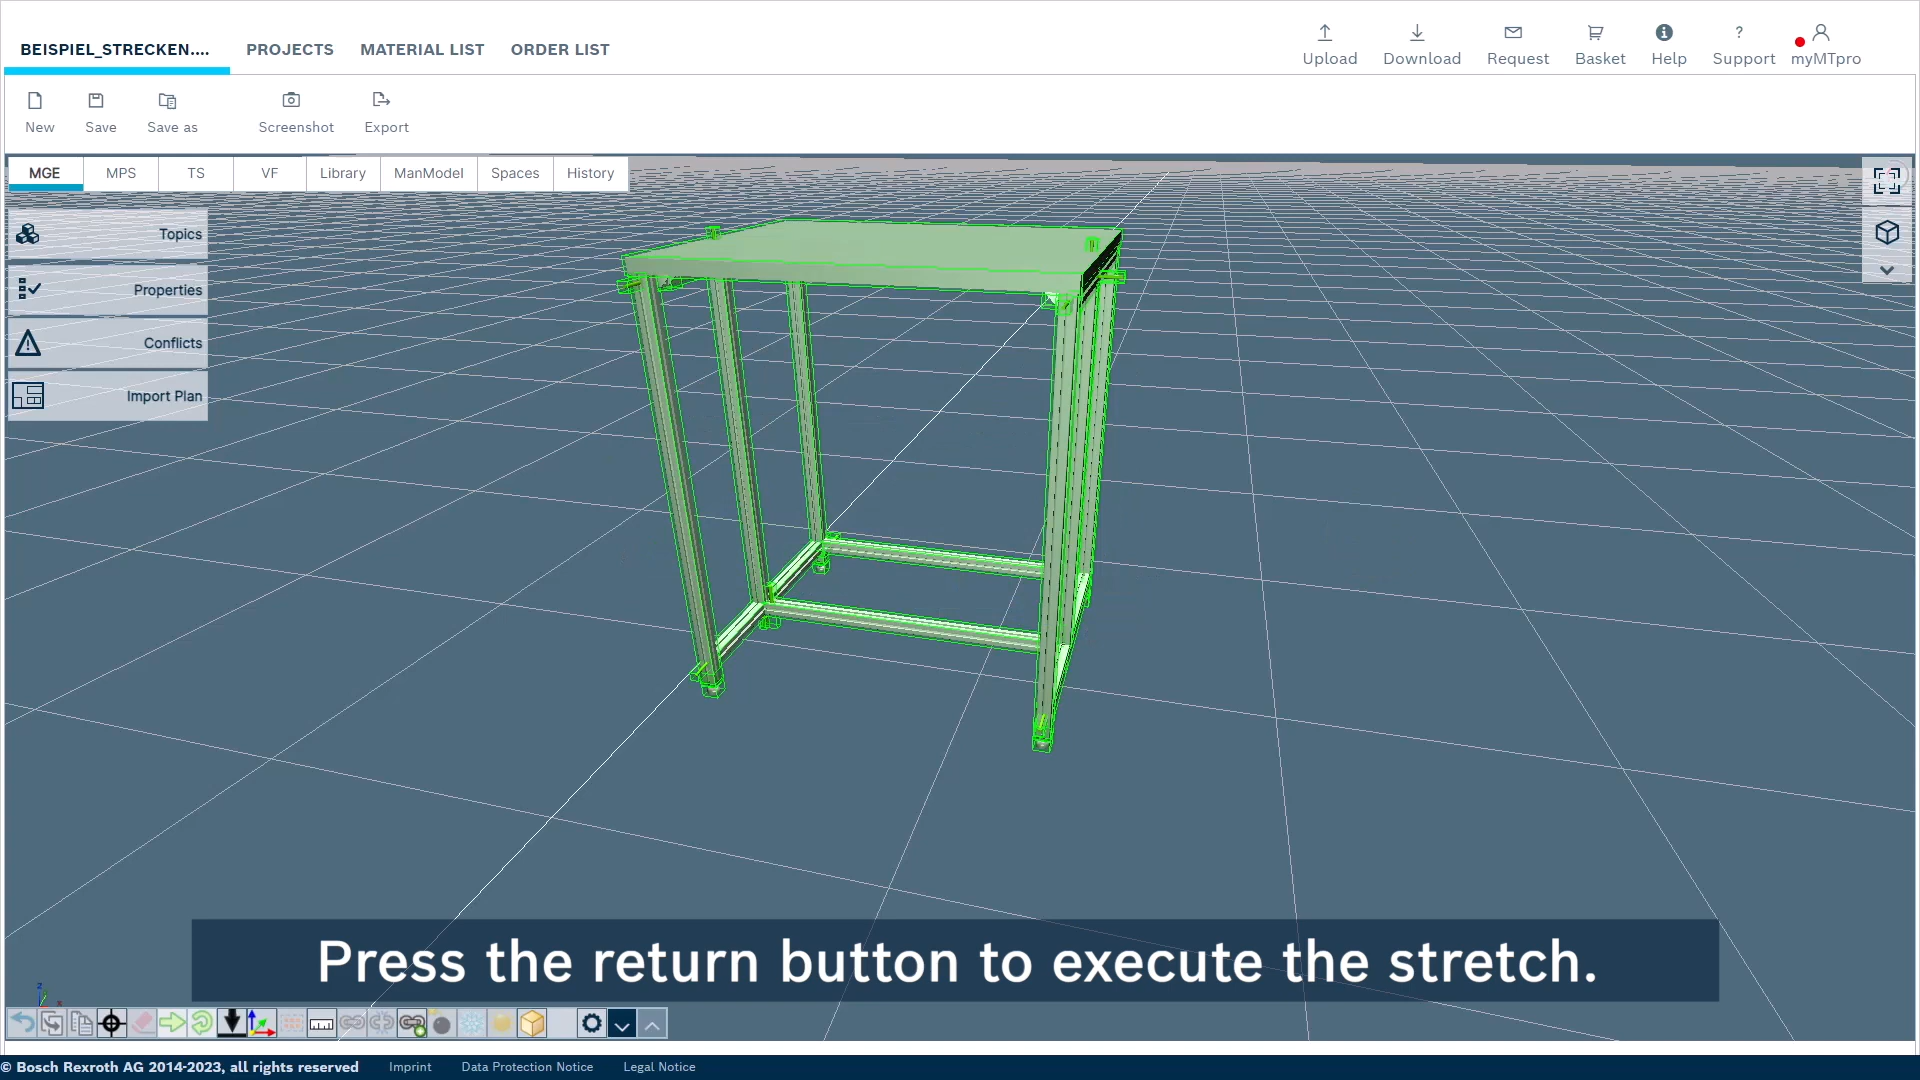 BEISPIEL_STRECKEN....
PROJECTS
MATERIAL LIST
ORDER LIST
Upload
Download
Request
Basket
Help
Support
myMTpro
New
Save
Save as
Screenshot
Export
MGE
MPS
TS
VF
Library
ManModel
Spaces
History
Topics
Properties
Conflicts
Import Plan
Press the return button to execute the stretch.
z
x
© Bosch Rexroth AG 2014-2023, all rights reserved
Imprint
Data Protection Notice
Legal Notice